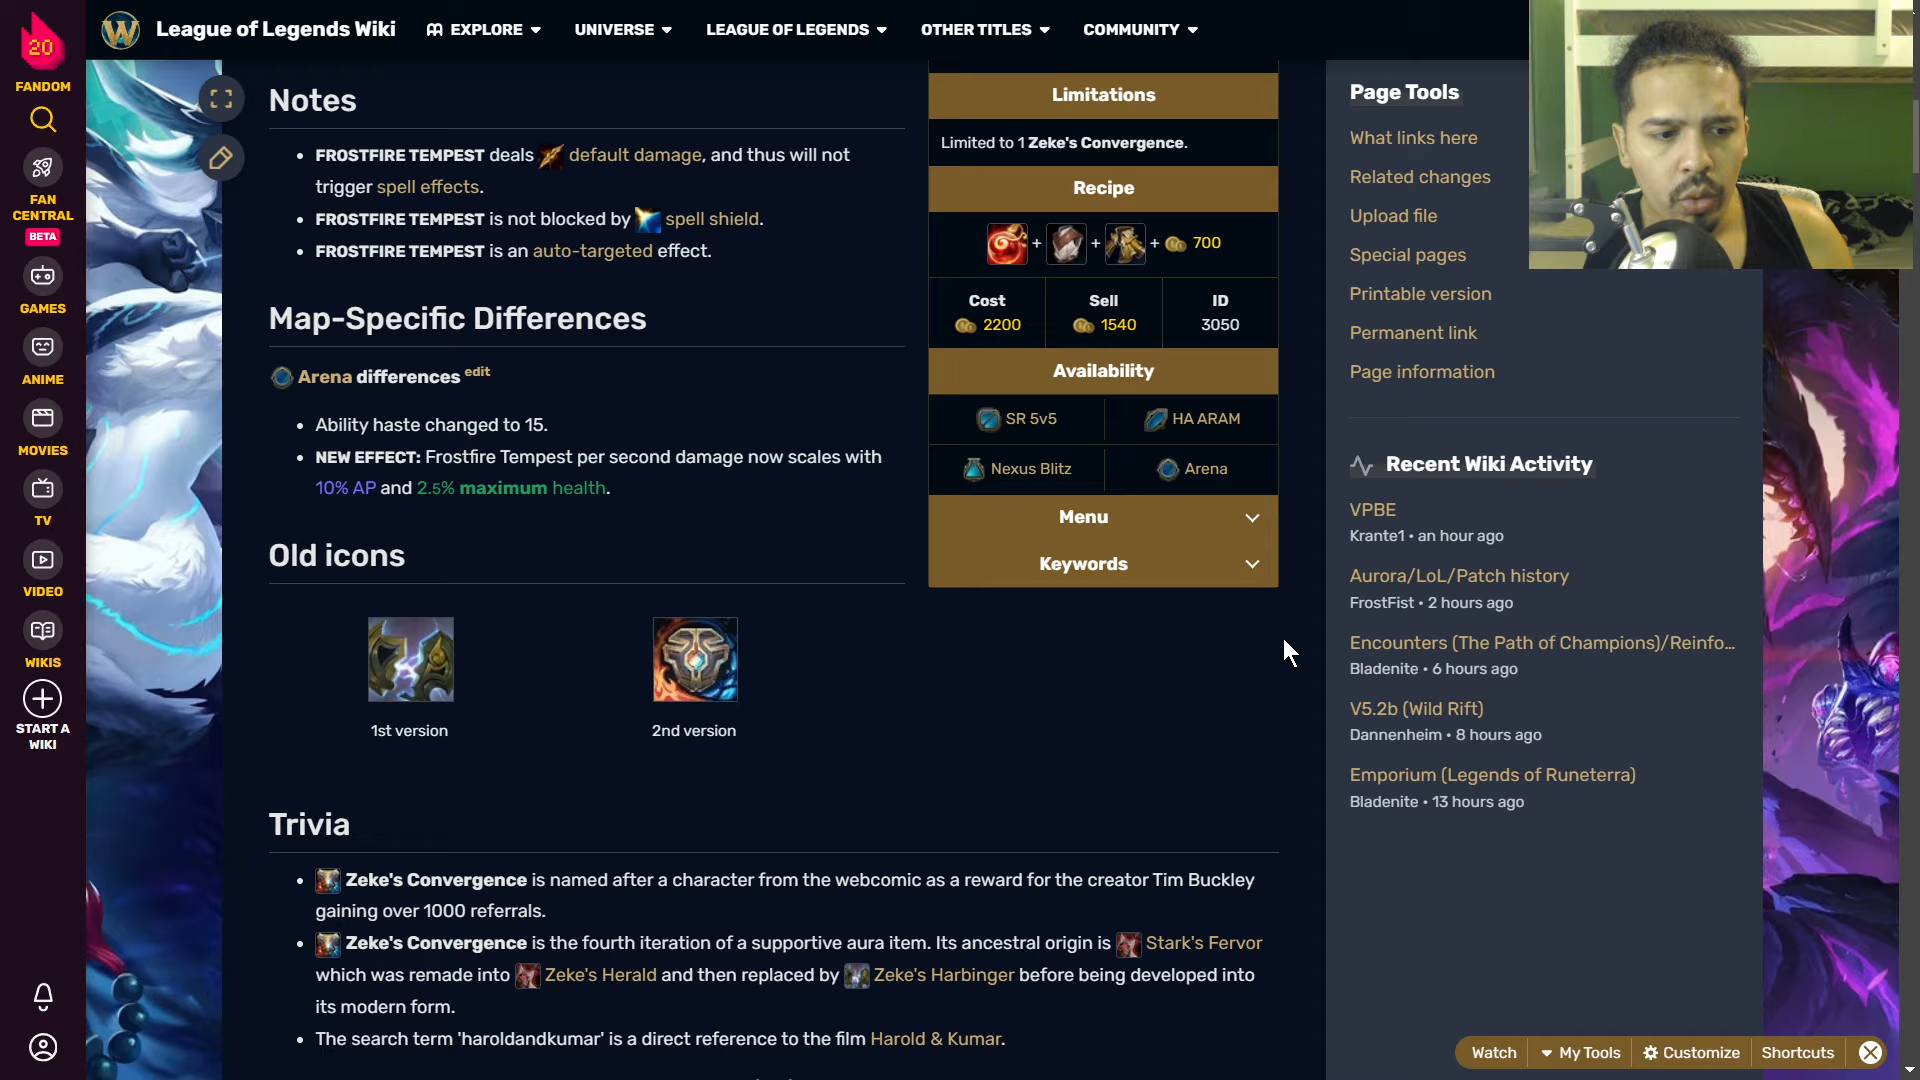 20
FANDOM
FAN
CENTRAL
BETA
GAMES
ANIME
MOVIES
TV
VIDEO
WIKIS
START A
WIKI
League of Legends Wiki
EXPLORE
UNIVERSE
LEAGUE OF LEGENDS
OTHER TITLES
COMMUNITY
Notes
FROSTFIRE TEMPEST deals default damage, and thus will not
trigger spell effects.
FROSTFIRE TEMPEST is not blocked by spell shield.
FROSTFIRE TEMPEST is an auto-targeted effect.
Map-Specific Differences
Arena differences edit
Ability haste changed to 15.
NEW EFFECT: Frostfire Tempest per second damage now scales with
10% AP and 2.5% maximum health.
Old icons
1st version
2nd version
Trivia
Zeke's Convergence is named after a character from the webcomic as a reward for the creator Tim Buckley
gaining over 1000 referrals.
Zeke's Convergence is the fourth iteration of a supportive aura item. Its ancestral origin is Stark's Fervor
which was remade into Zeke's Herald and then replaced by Zeke's Harbinger before being developed into
its modern form.
The search term 'haroldandkumar' is a direct reference to the film Harold & Kumar.
Limitations
Limited to 1 Zeke's Convergence.
Recipe
+ + + 700
Cost Sell ID
2200 1540 3050
Availability
SR 5v5 HA ARAM
Nexus Blitz Arena
Menu
Keywords
Page Tools
What links here
Related changes
Upload file
Special pages
Printable version
Permanent link
Page information
Recent Wiki Activity
VPBE
Krante1 • an hour ago
Aurora/LoL/Patch history
FrostFist • 2 hours ago
Encounters (The Path of Champions)/Reinfo...
Bladenite • 6 hours ago
V5.2b (Wild Rift)
Dannenheim • 8 hours ago
Emporium (Legends of Runeterra)
Bladenite • 13 hours ago
Watch My Tools Customize Shortcuts